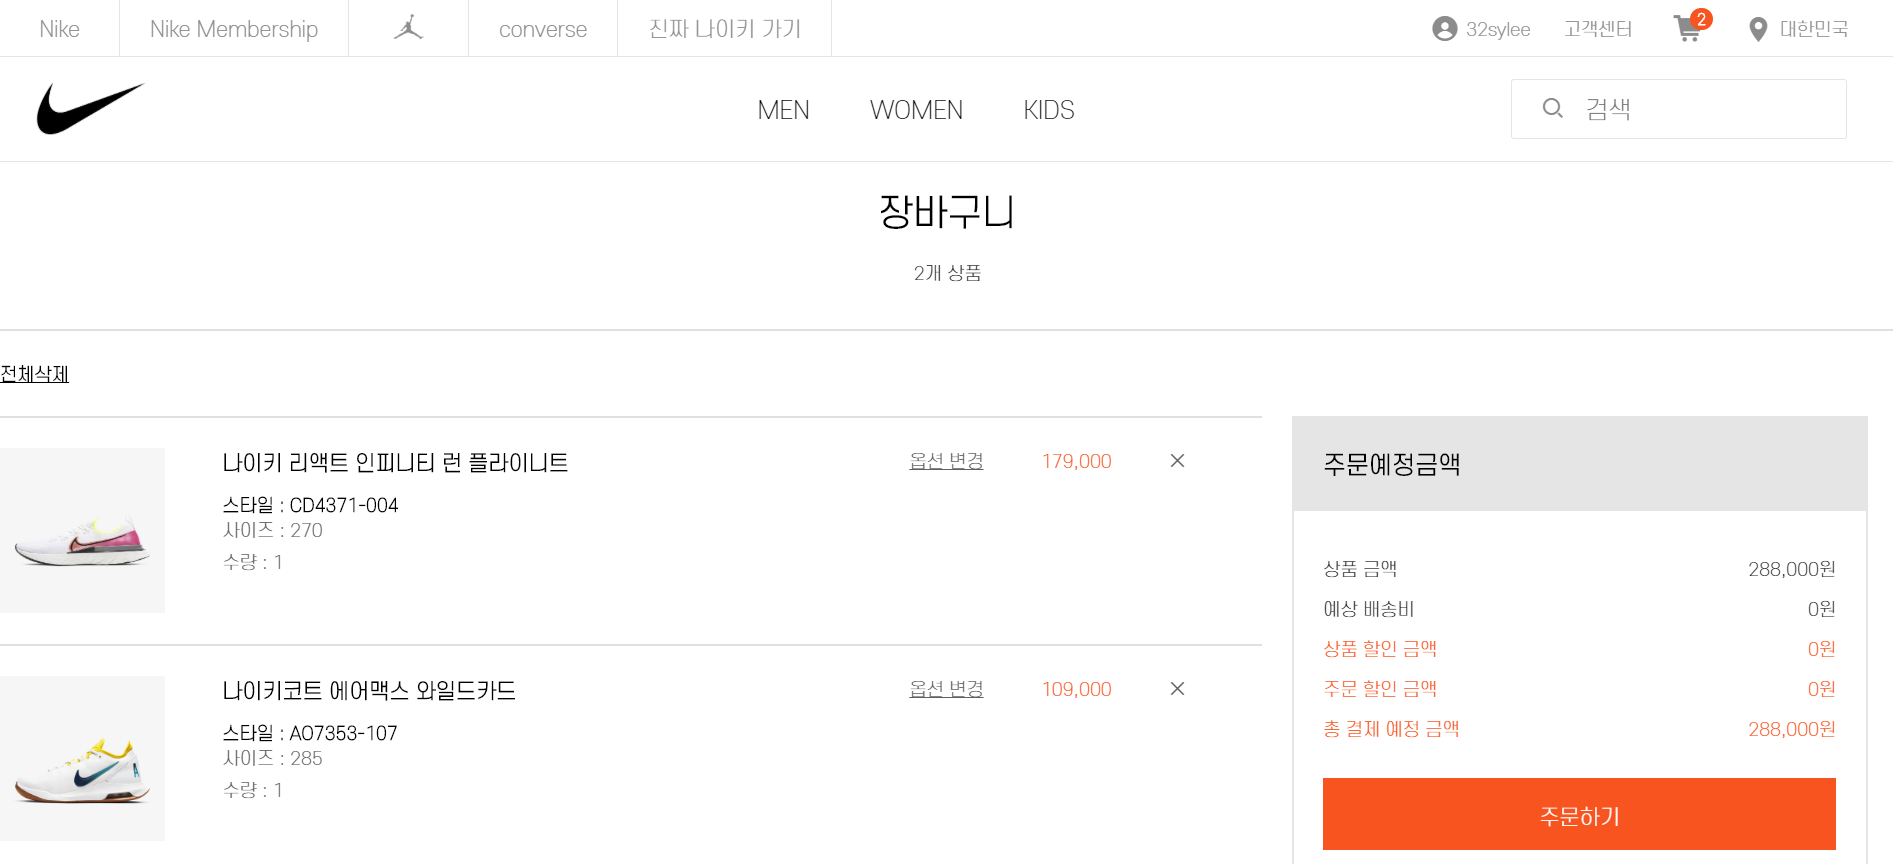 Nike
Nike Membership
converse
진짜 나이키 가기
32sylee
고객센터
2
대한민국
MEN
WOMEN
KIDS
검색
장바구니
2개 상품
전체삭제
나이키 리액트 인피니티 런 플라이니트
옵션 변경
179,000
스타일 : CD4371-004
사이즈 : 270
수량 : 1
나이키코트 에어맥스 와일드카드
옵션 변경
109,000
스타일 : AO7353-107
사이즈 : 285
수량 : 1
주문예정금액
상품 금액 288,000원
예상 배송비 0원
상품 할인 금액 0원
주문 할인 금액 0원
총 결제 예정 금액 288,000원
주문하기